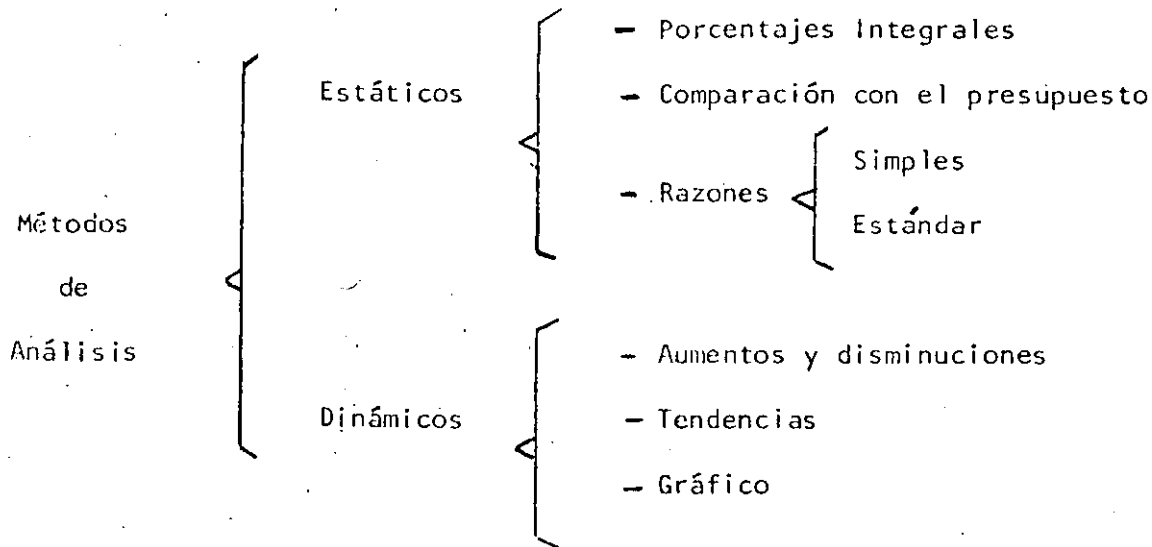 Métodos
de
Análisis
Estáticos
- Porcentajes Integrales
- Comparación con el presupuesto
- Razones
Simples
Estándar
Dinámicos
- Aumentos y disminuciones
- Tendencias
- Gráfico